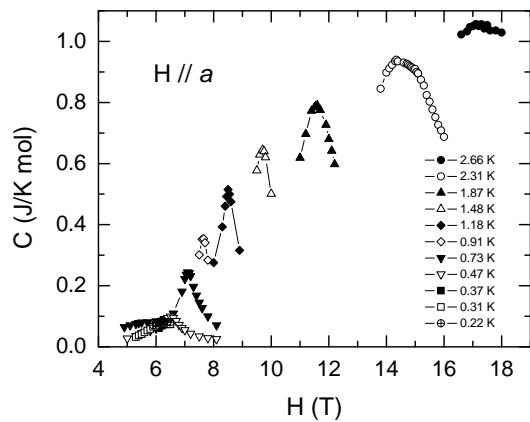 1.0
0.8
0.6
0.4
0.2
0.0
C (J/K mol)
H // a
2.66 K
2.31 K
1.87 K
1.48 K
1.18 K
0.91 K
0.73 K
0.47 K
0.37 K
0.31 K
0.22 K
4 6 8 10 12 14 16 18
H (T)